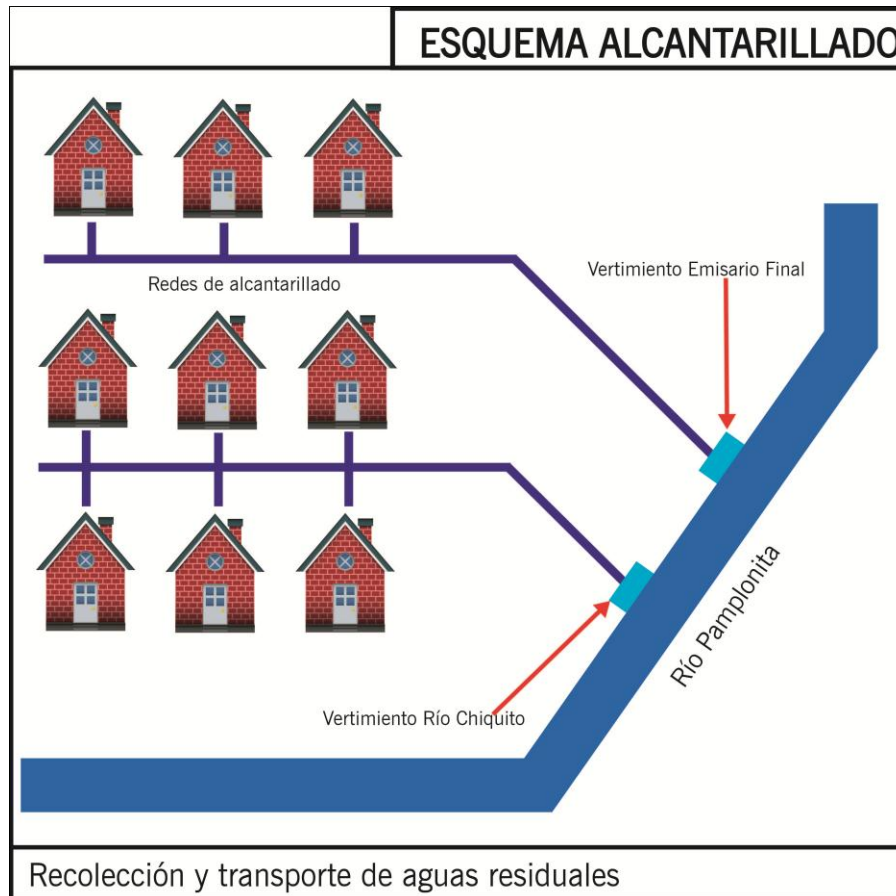 ESQUEMA ALCANTARILLADO
Redes de alcantarillado
Vertimiento Emisario Final
Río Pamplonita
Vertimiento Río Chiquito
Recolección y transporte de aguas residuales